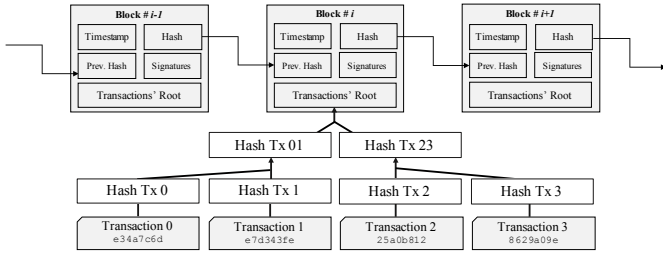 Block # i-1
Timestamp Hash
Prev. Hash Signatures
Transactions' Root
Block # i
Timestamp Hash
Prev. Hash Signatures
Transactions' Root
Block # i+1
Timestamp Hash
Prev. Hash Signatures
Transactions' Root
Hash Tx 01 Hash Tx 23
Hash Tx 0 Hash Tx 1 Hash Tx 2 Hash Tx 3
Transaction 0 Transaction 1 Transaction 2 Transaction 3
e34a7c6d e7d343fe 25a0b812 8629a09e